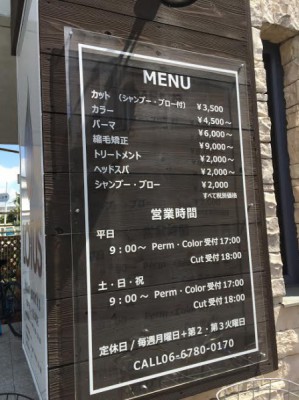 MENU
カット (シャンプー・ブロー付) ¥3,500
カラー ¥4,500～
パーマ ¥6,000～
縮毛矯正 ¥9,000～
トリートメント ¥2,000～
ヘッドスパ ¥2,000～
シャンプー・ブロー ¥2,000
すべて税別価格
営業時間
平日
9:00～ Perm・Color 受付 17:00
Cut 受付 18:00
土・日・祝
9:00～ Perm・Color 受付 17:00
Cut 受付 18:00
定休日 / 毎週月曜日+第2・第3火曜日
CALL06-6780-0170